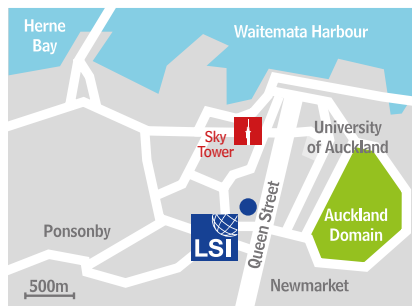 Herne
Bay
Waitemata Harbour
Sky
Tower
University
of Auckland
Auckland
Domain
Queen Street
Ponsonby
LSI
500m
Newmarket